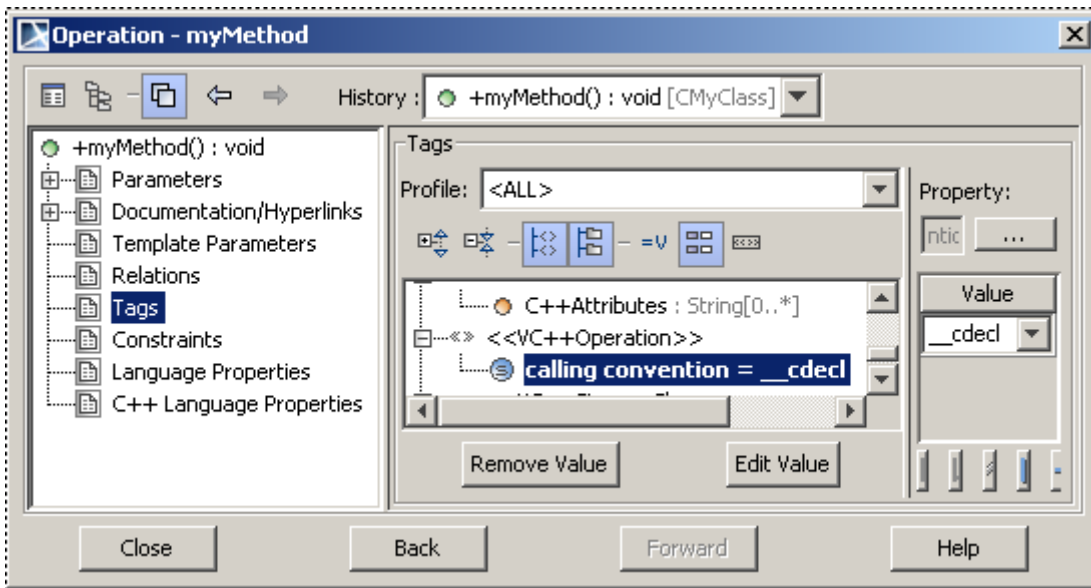 Operation - myMethod
History : +myMethod() : void [CMyClass]
+myMethod() : void
Parameters
Documentation/Hyperlinks
Template Parameters
Relations
Tags
Constraints
Language Properties
C++ Language Properties
Tags
Profile: <ALL>
=V
C++Attributes : String[0..*]
«» <<VC++Operation>>
calling convention = __cdecl
Remove Value
Edit Value
Property:
ntic ...
Value
__cdecl
Close
Back
Forward
Help